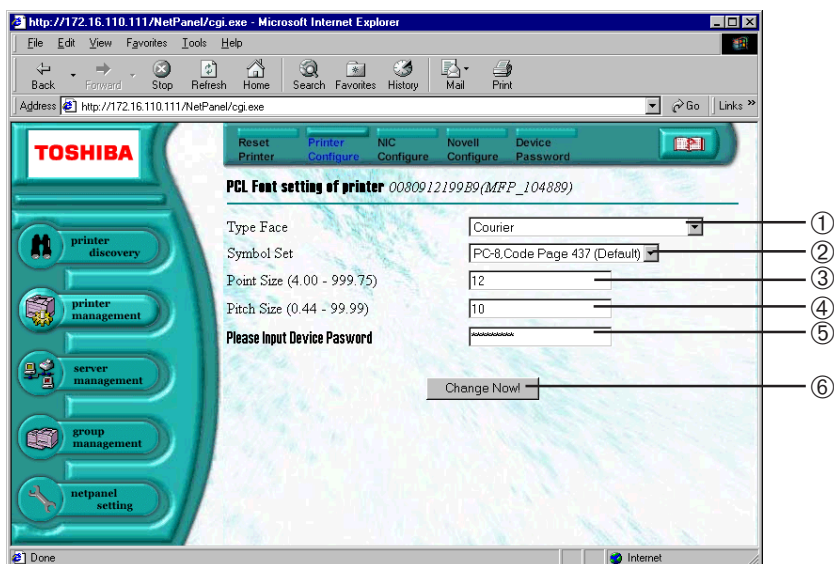 http://172.16.110.111/NetPanel/cgi.exe - Microsoft Internet Explorer
File Edit View Favorites Tools Help
Back Forward Stop Refresh Home Search Favorites History Mail Print
Address http://172.16.110.111/NetPanel/cgi.exe Go Links »
TOSHIBA
Reset Printer
Printer Configure
NIC Configure
Novell Configure
Device Password
PCL Font setting of printer 0080912199B9(MFP_104889)
printer discovery
printer management
server management
group management
netpanel setting
Type Face Courier ①
Symbol Set PC-8,Code Page 437 (Default) ②
Point Size (4.00 - 999.75) 12 ③
Pitch Size (0.44 - 99.99) 10 ④
Please Input Device Pasword ********* ⑤
Change Now! ⑥
Done Internet